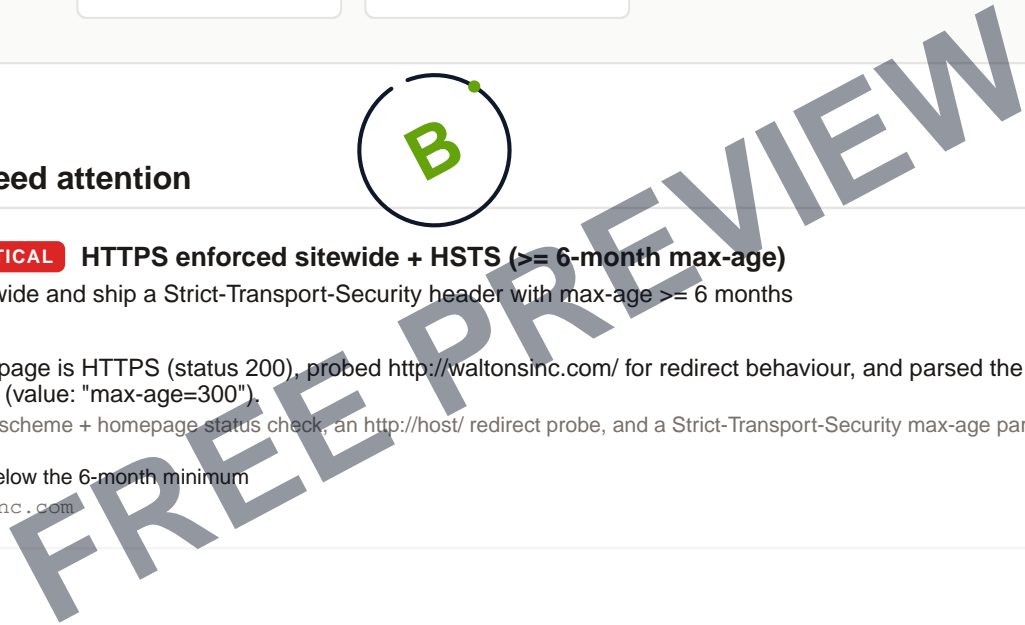 B
eed attention
TICAL HTTPS enforced sitewide + HSTS (>= 6-month max-age)
wide and ship a Strict-Transport-Security header with max-age >= 6 months
page is HTTPS (status 200), probed http://waltonsinc.com/ for redirect behaviour, and parsed the
(value: "max-age=300").
scheme + homepage status check, an http://host/ redirect probe, and a Strict-Transport-Security max-age par
elow the 6-month minimum
nc.com
FREE PREVIEW